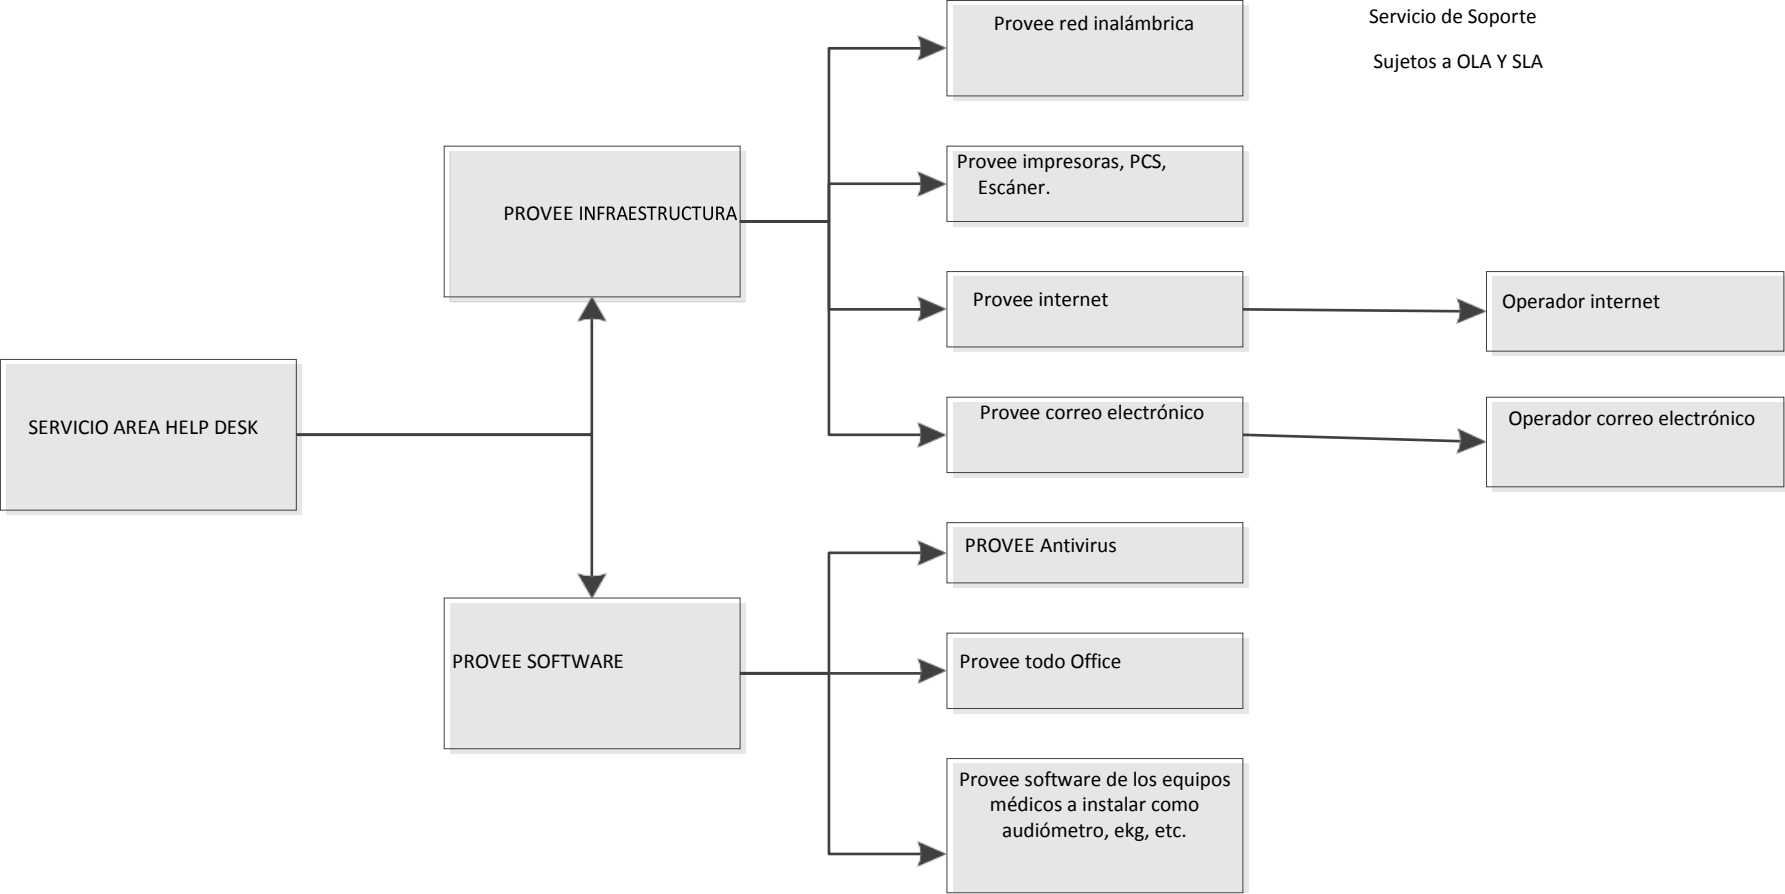 Provee red inalámbrica
Servicio de Soporte
Sujetos a OLA Y SLA
Provee impresoras, PCS,
Escáner.
PROVEE INFRAESTRUCTURA
Provee internet
Operador internet
SERVICIO AREA HELP DESK
Provee correo electrónico
Operador correo electrónico
PROVEE Antivirus
PROVEE SOFTWARE
Provee todo Office
Provee software de los equipos
médicos a instalar como
audiómetro, ekg, etc.